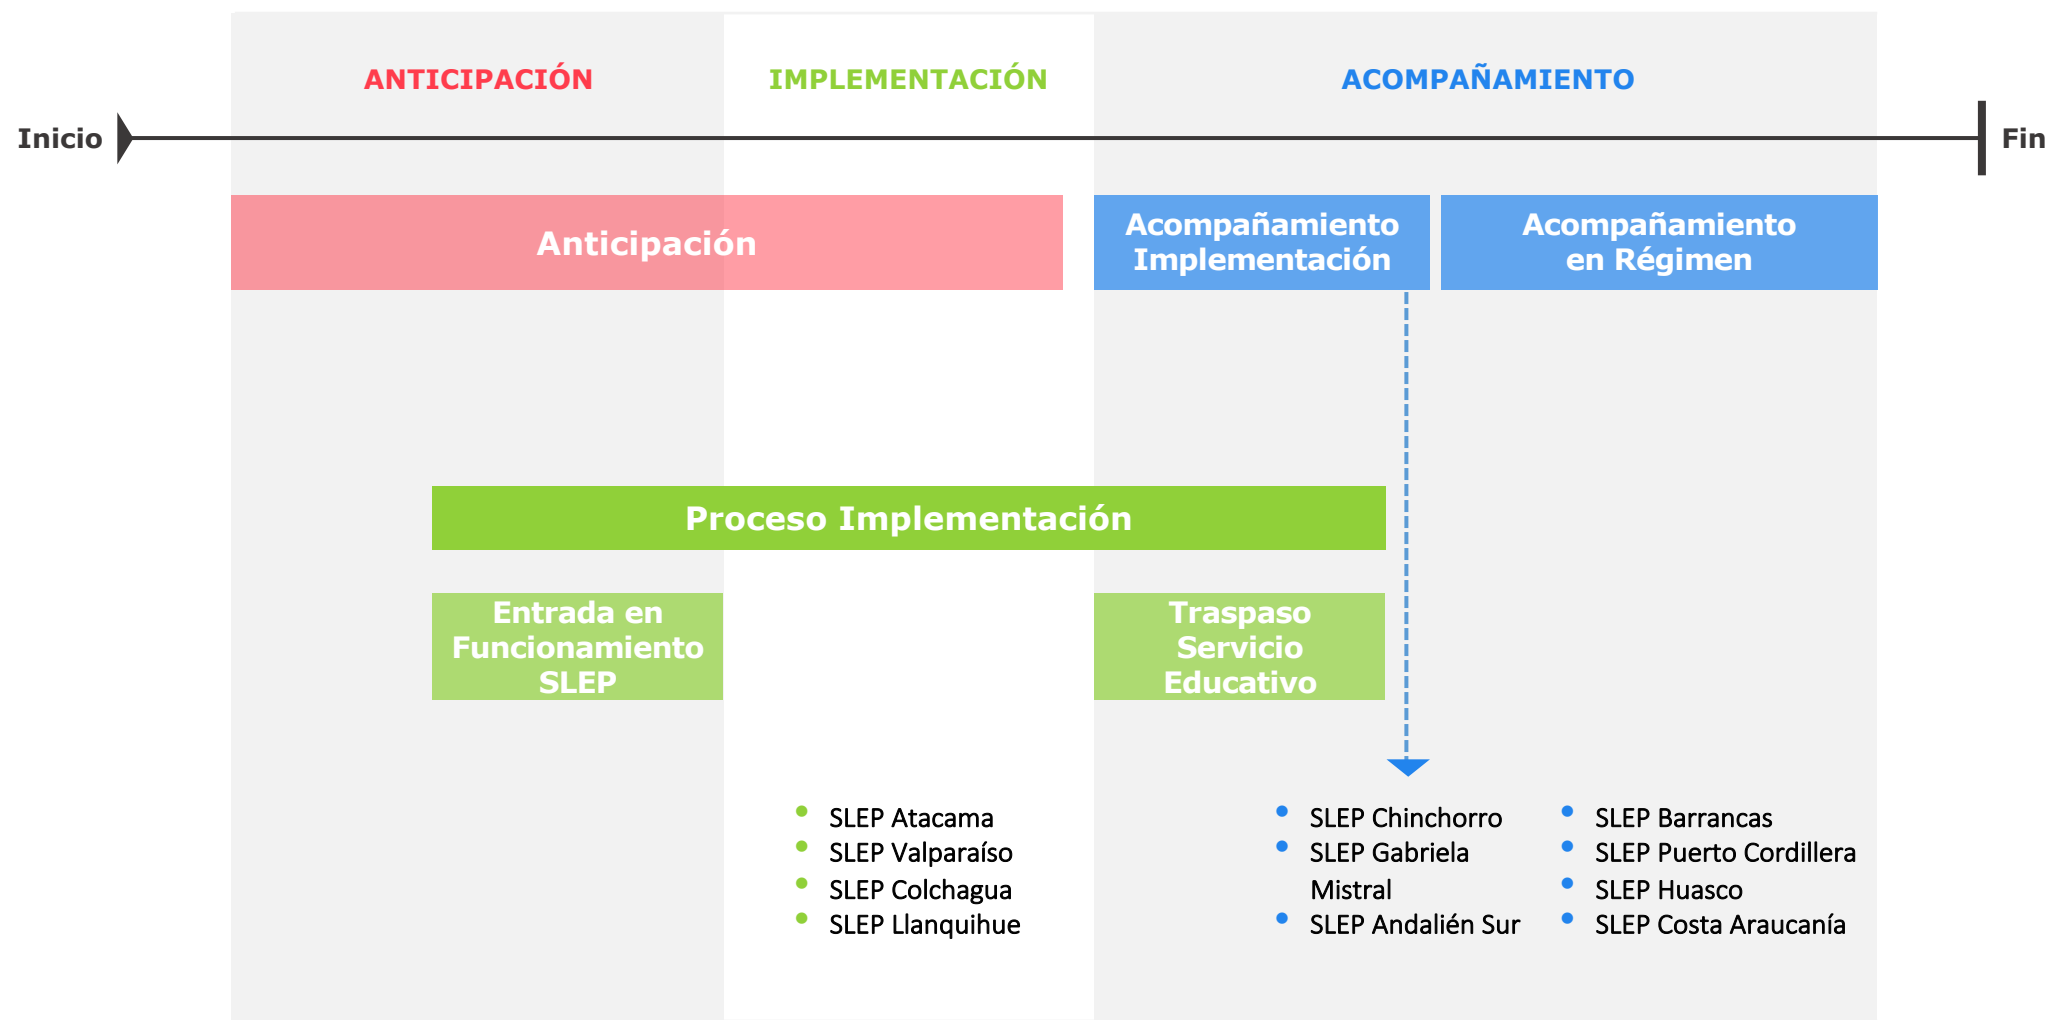 ANTICIPACIÓN
IMPLEMENTACIÓN
ACOMPAÑAMIENTO
Inicio
Fin
Anticipación
Acompañamiento
Implementación
Acompañamiento
en Régimen
Proceso Implementación
Entrada en
Funcionamiento
SLEP
Traspaso
Servicio
Educativo
SLEP Atacama
SLEP Valparaíso
SLEP Colchagua
SLEP Llanquihue
SLEP Chinchorro
SLEP Gabriela
Mistral
SLEP Andalién Sur
SLEP Barrancas
SLEP Puerto Cordillera
SLEP Huasco
SLEP Costa Araucanía